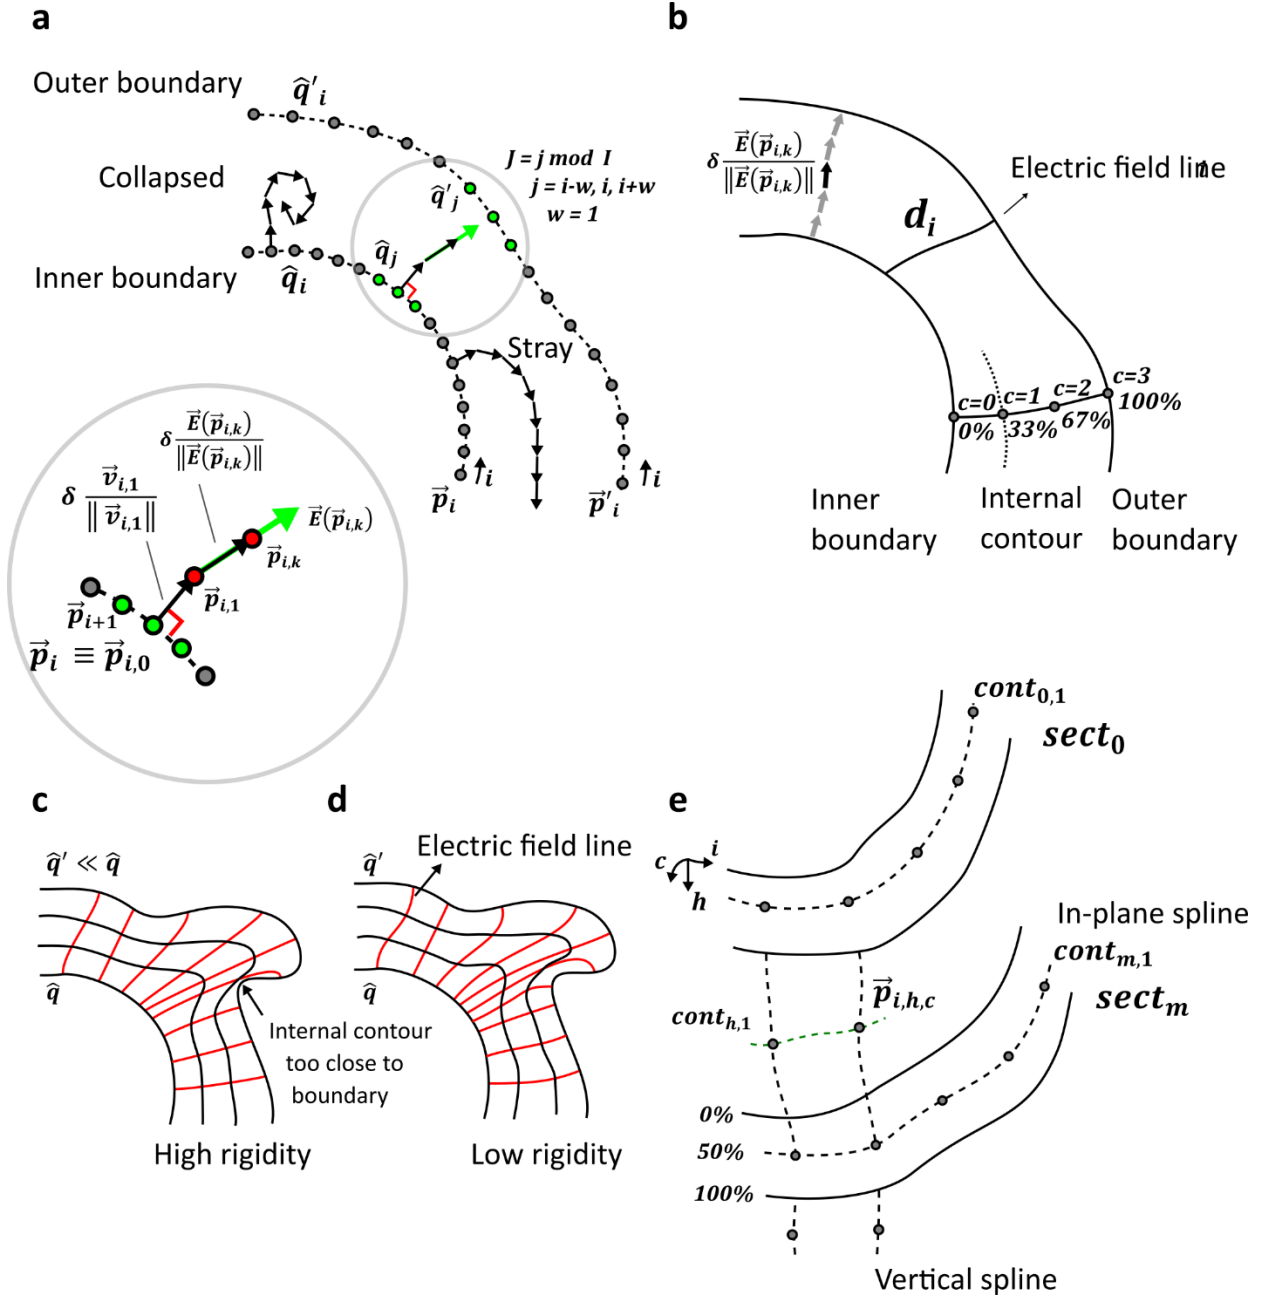 a
Outer boundary
q̂'ᵢ
Collapsed
J = j mod I
j = i-w, i, i+w
w = 1
q̂'ⱼ
q̂ⱼ
Inner boundary
q̂ᵢ
Stray
p⃗ᵢ
i
p⃗'ᵢ
i
δ E⃗(p⃗ᵢ,ₖ) / ‖E⃗(p⃗ᵢ,ₖ)‖
δ v⃗ᵢ,₁ / ‖ v⃗ᵢ,₁ ‖
E⃗(p⃗ᵢ,ₖ)
p⃗ᵢ,ₖ
p⃗ᵢ,₁
p⃗ᵢ₊₁
p⃗ᵢ ≡ p⃗ᵢ,₀
b
δ E⃗(p⃗ᵢ,ₖ) / ‖E⃗(p⃗ᵢ,ₖ)‖
Electric field line
dᵢ
c=0
0%
c=1
33%
c=2
67%
c=3
100%
Inner
boundary
Internal
contour
Outer
boundary
c
q̂' ≪ q̂
q̂
Internal contour
too close to
boundary
High rigidity
d
q̂'
Electric field line
q̂
Low rigidity
e
cont₀,₁
sect₀
c
i
h
In-plane spline
contₘ,₁
sectₘ
p⃗ᵢ,ₕ,c
contₕ,₁
0%
50%
100%
Vertical spline